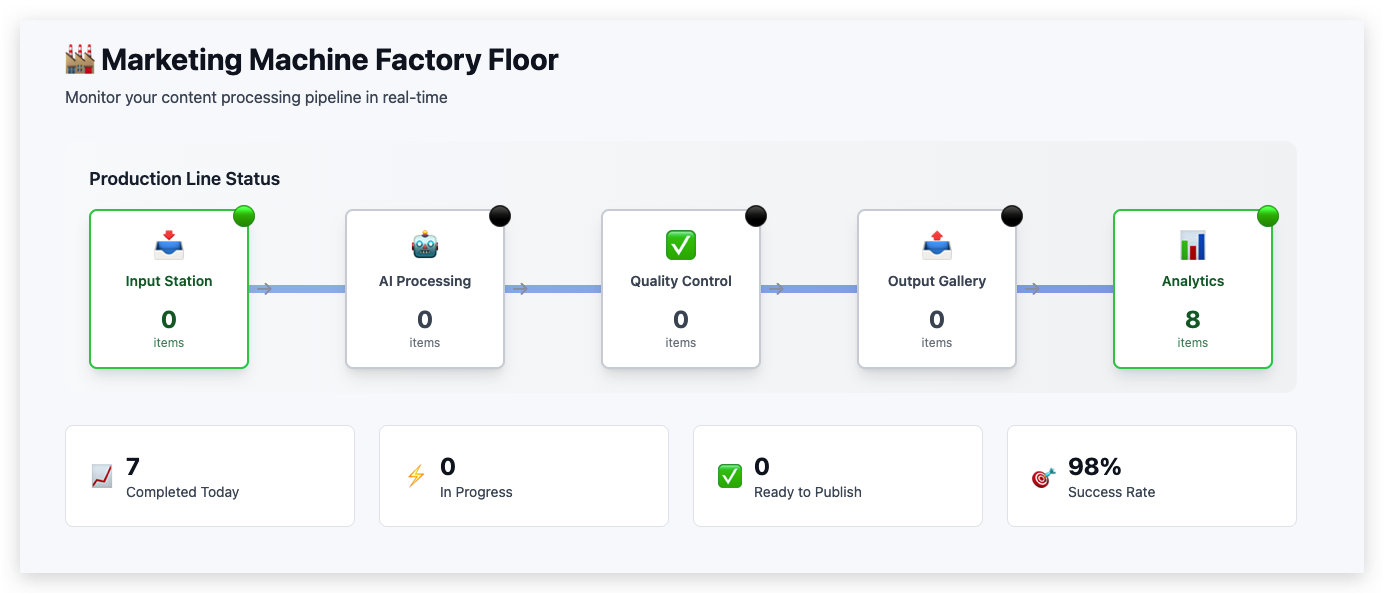 Marketing Machine Factory Floor
Monitor your content processing pipeline in real-time
Production Line Status
Input Station
0
items
AI Processing
0
items
Quality Control
0
items
Output Gallery
0
items
Analytics
8
items
7
Completed Today
0
In Progress
0
Ready to Publish
98%
Success Rate